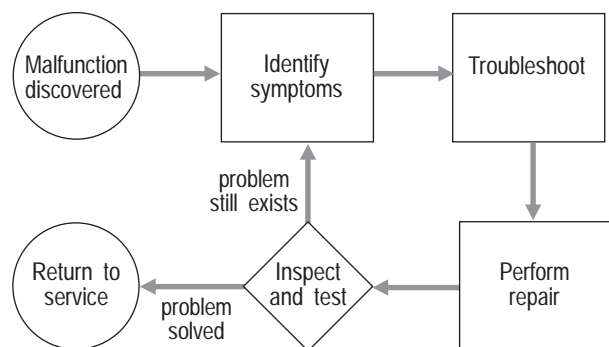 Malfunction
discovered
Identify
symptoms
Troubleshoot
problem
still exists
Return to
service
problem
solved
Inspect
and test
Perform
repair